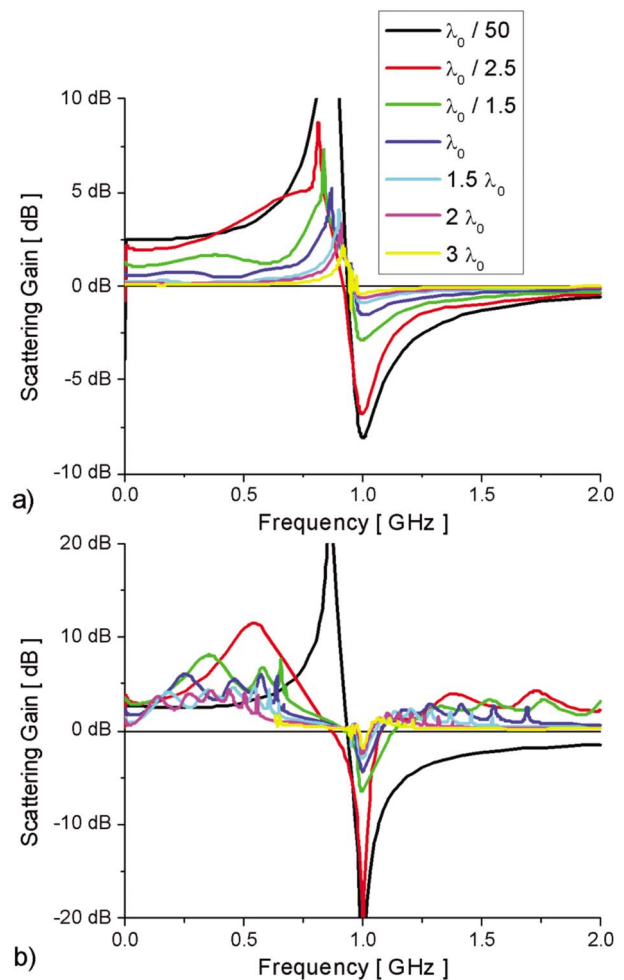 λ₀ / 50
λ₀ / 2.5
λ₀ / 1.5
λ₀
1.5 λ₀
2 λ₀
3 λ₀
10 dB
5 dB
0 dB
-5 dB
-10 dB
Scattering Gain [ dB ]
0.0 0.5 1.0 1.5 2.0
a)
Frequency [ GHz ]
20 dB
10 dB
0 dB
-10 dB
-20 dB
Scattering Gain [ dB ]
0.0 0.5 1.0 1.5 2.0
b)
Frequency [ GHz ]